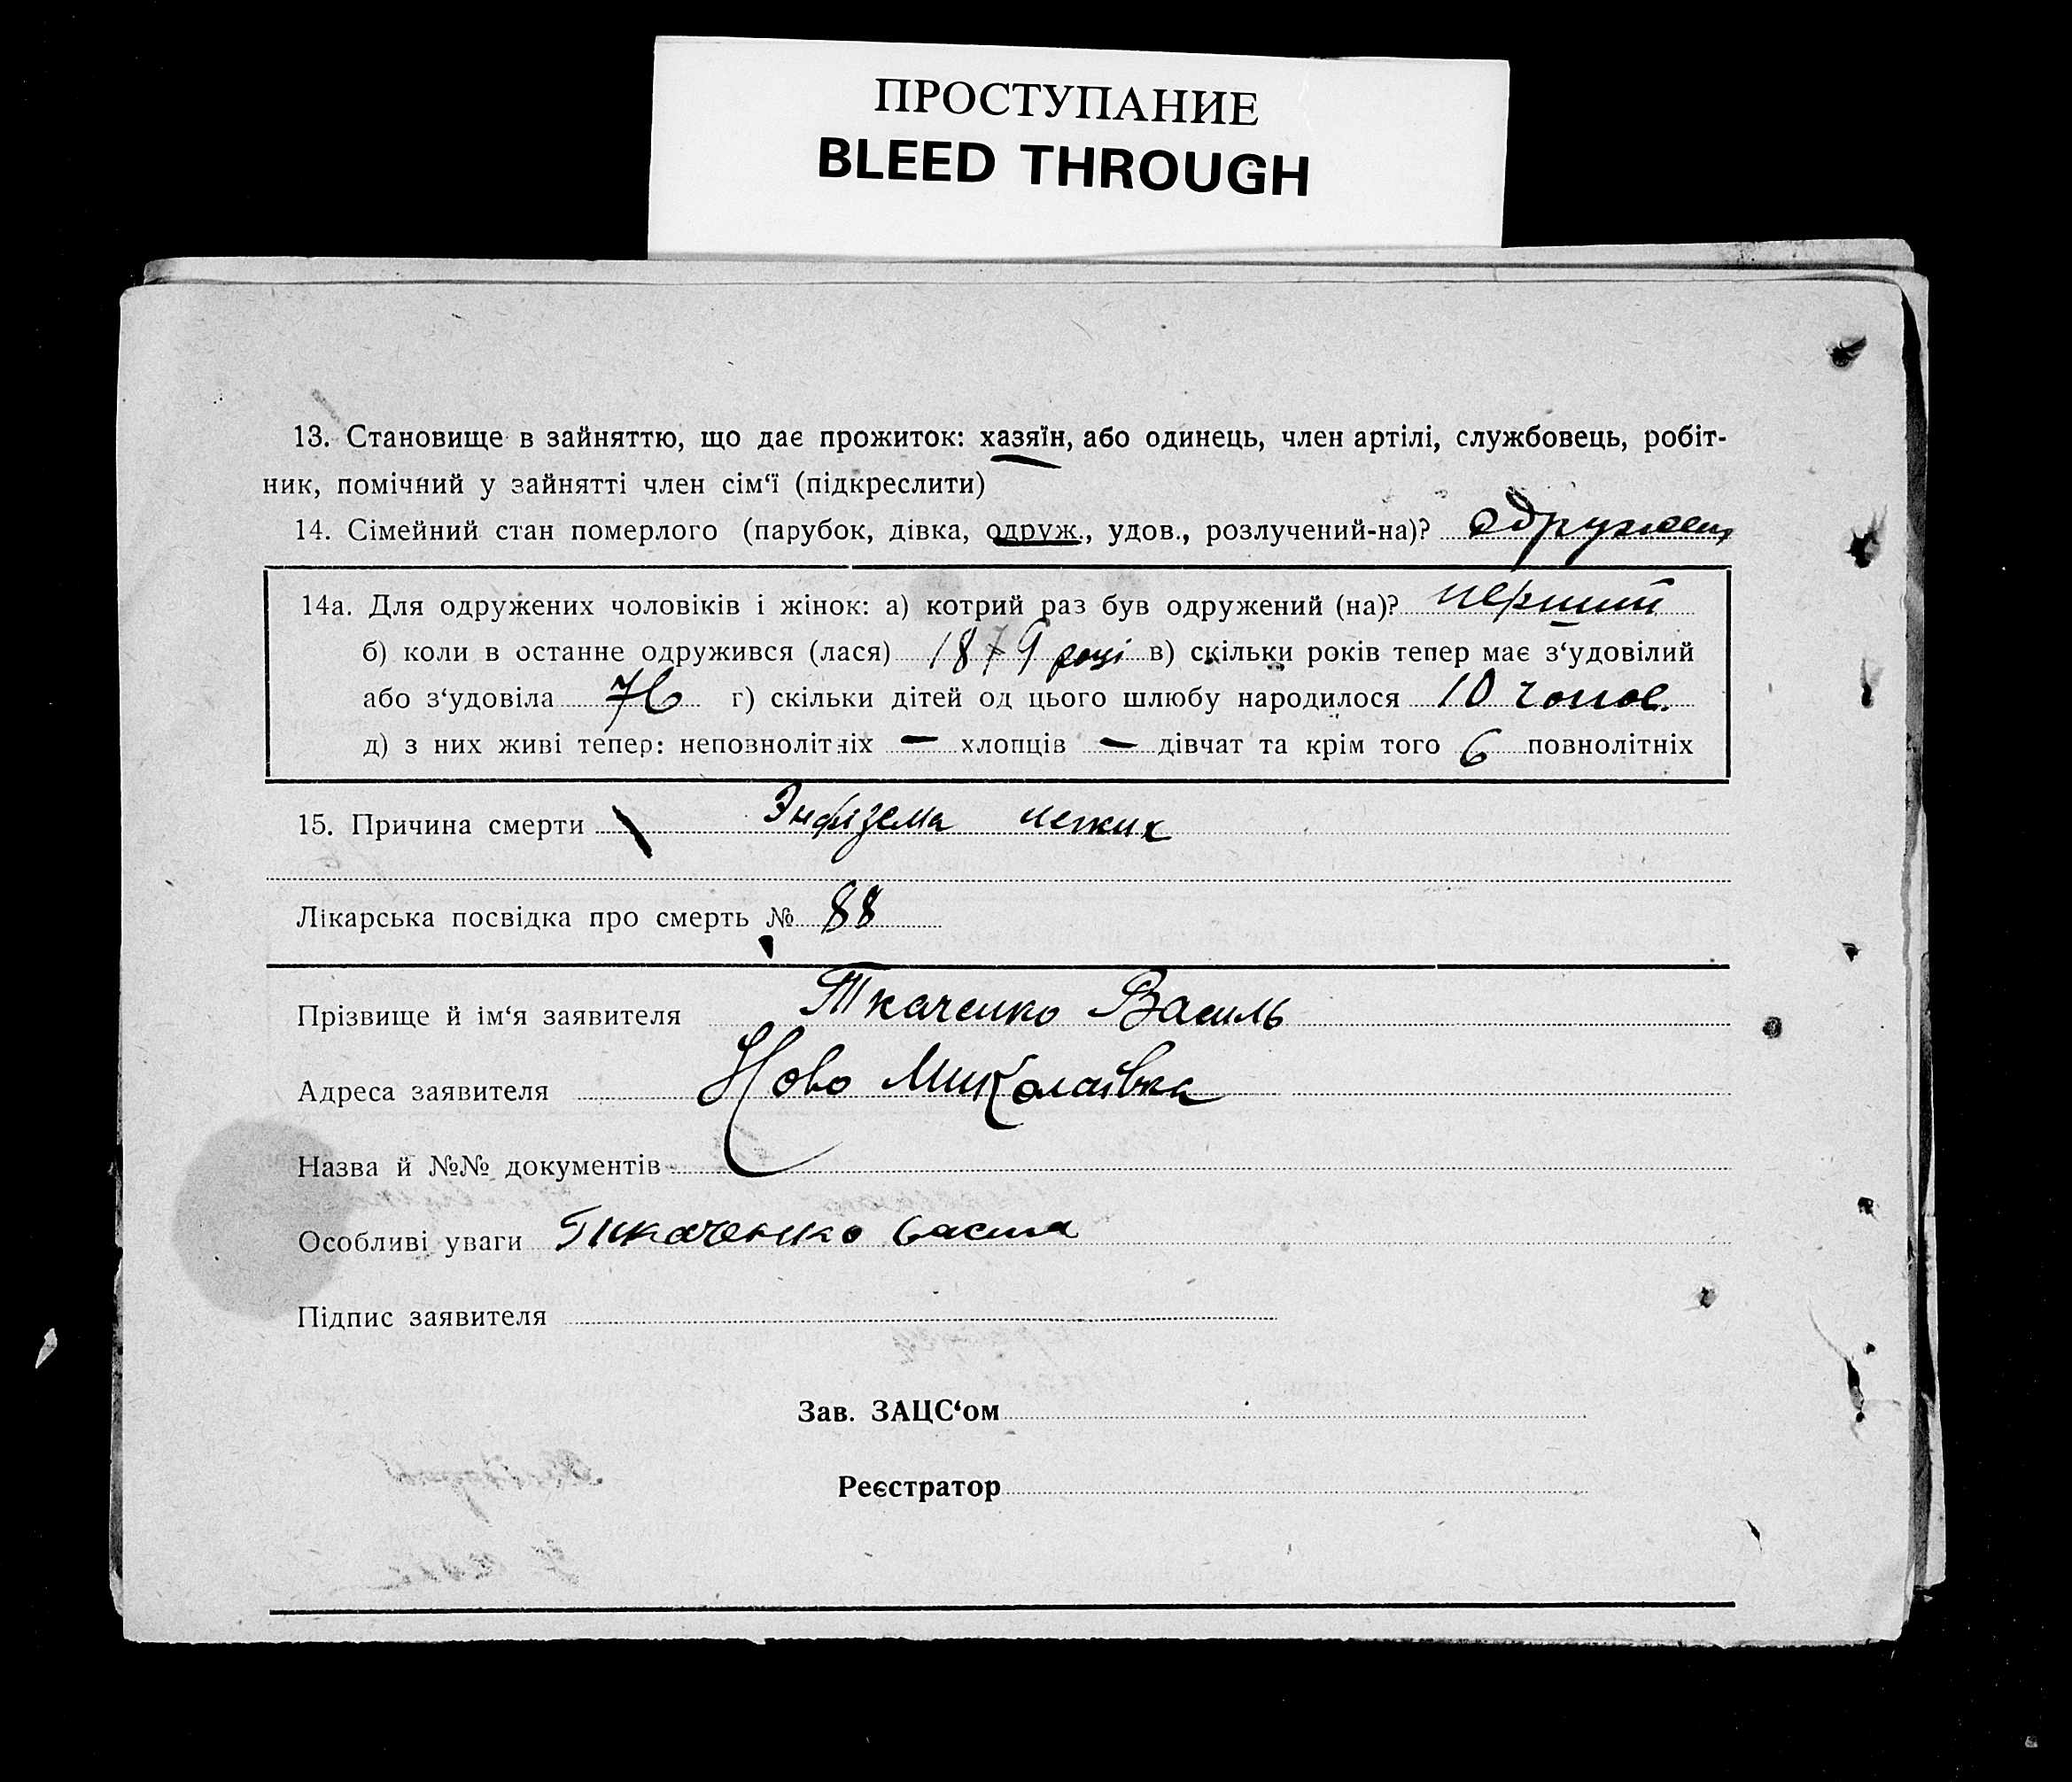 ПРОСТУПАНИЕ
BLEED THROUGH
13. Становище в зайняттю, що дає прожиток: хазяїн, або одинець, член артілі, службовець, робіт-
ник, помічний у зайнятті член сім‘ї (підкреслити)
14. Сімейний стан померлого (парубок, дівка, одруж., удов., розлучений-на)?
14а. Для одружених чоловіків і жінок: а) котрий раз був одружений (на)? перший
б) коли в останне одружився (лася) 1879 році в) скільки років тепер має з‘удовілий
або з‘удовіла 76 г) скільки дітей од цього шлюбу народилося 10 чолов.
д) з них живі тепер: неповнолітніх — хлопців — дівчат та крім того 6 повнолітніх
15. Причина смерти Энфизема легких
Лікарська посвідка про смерть № 88
Прізвище й ім‘я заявителя Ткаченко Василь
Адреса заявителя Ново Миколаївка
Назва й №№ документів
Особливі уваги Ткаченко
Підпис заявителя
Зав. ЗАЦС‘ом
Реєстратор